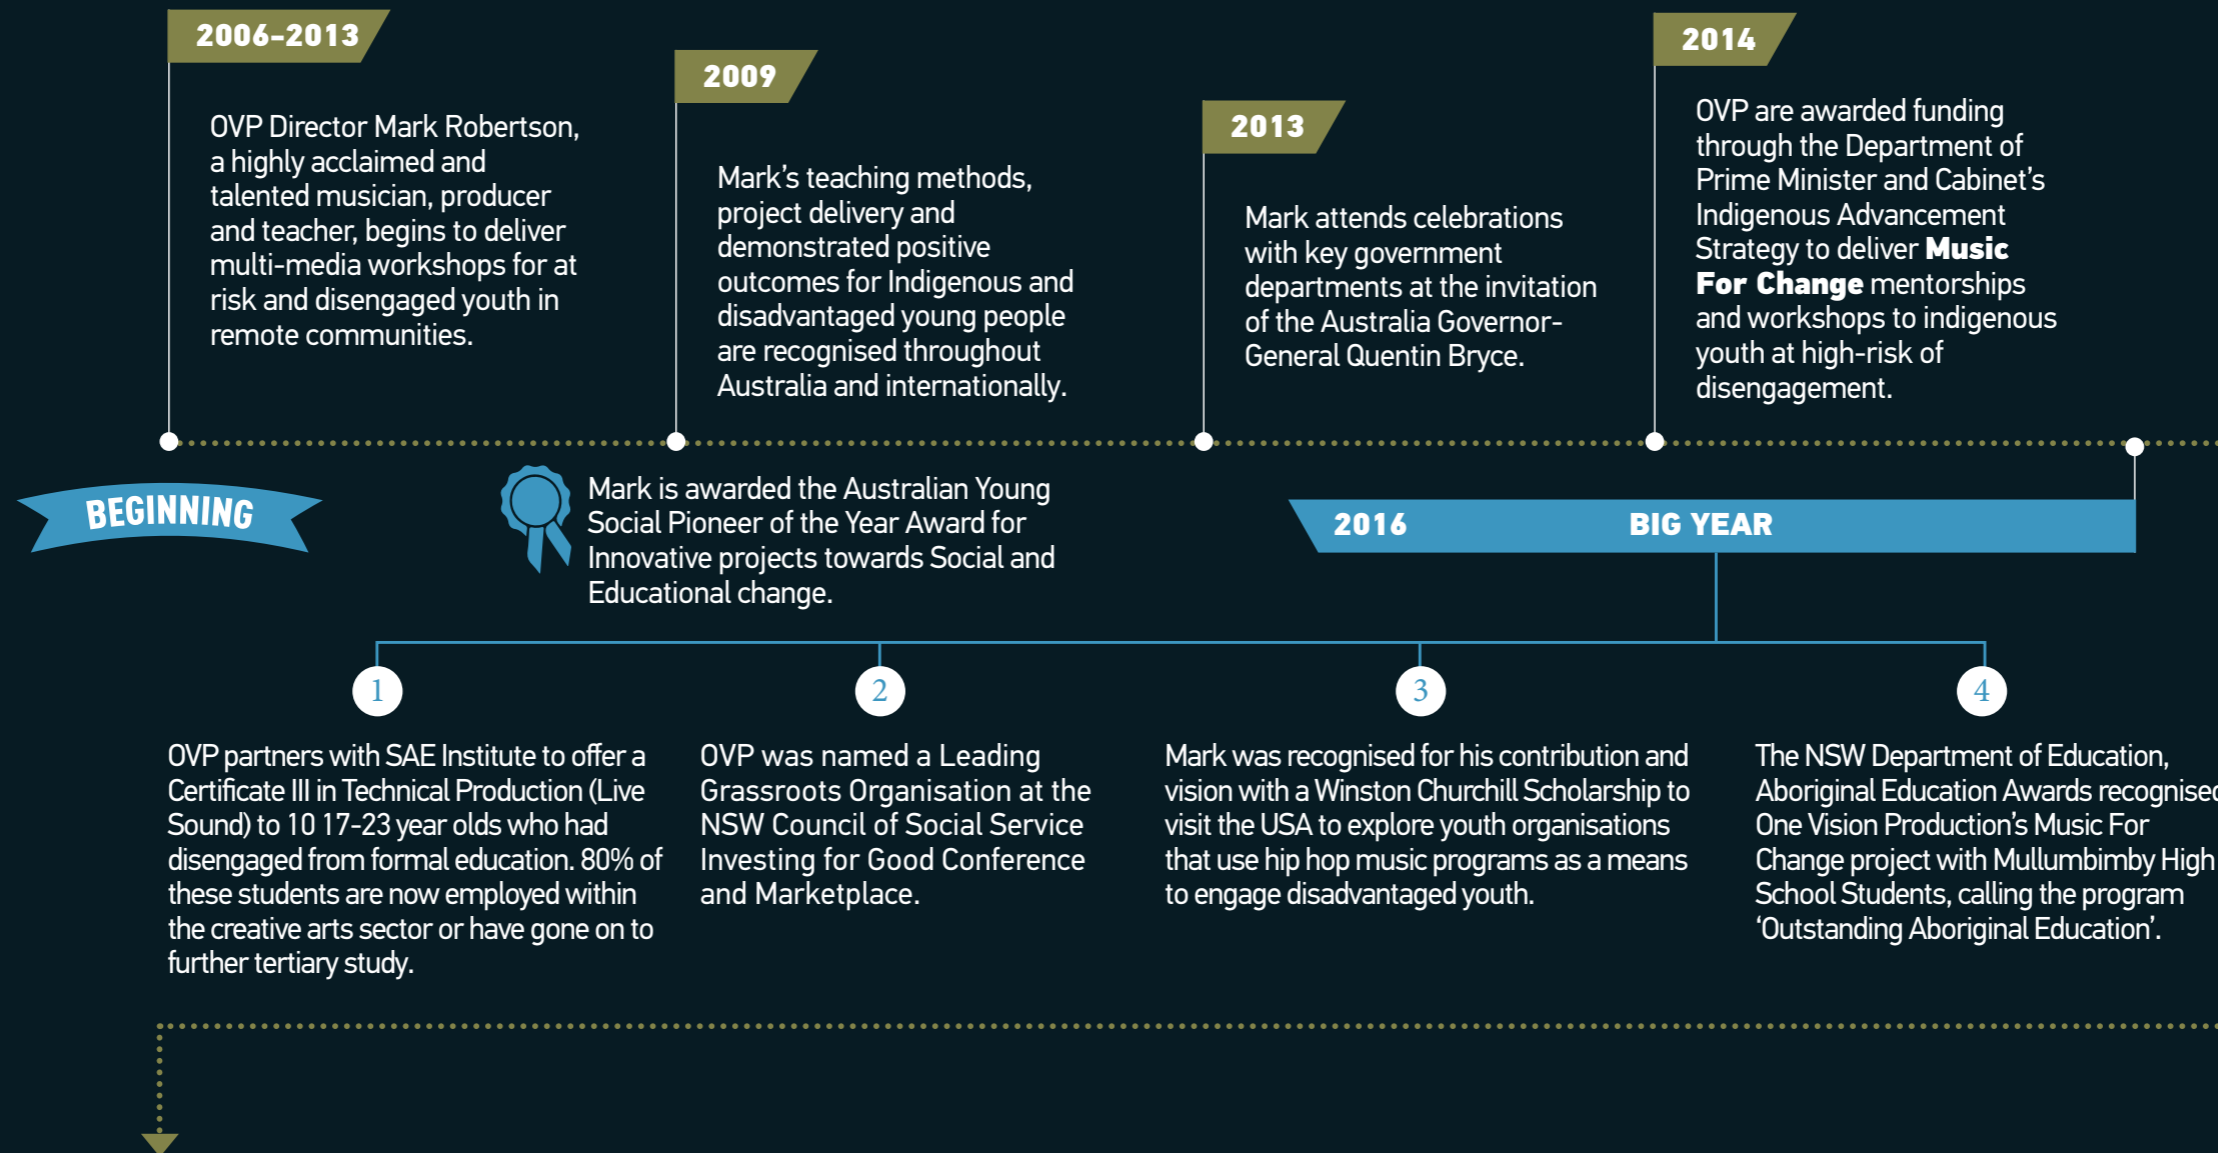 2006-2013
OVP Director Mark Robertson,
a highly acclaimed and
talented musician, producer
and teacher, begins to deliver
multi-media workshops for at
risk and disengaged youth in
remote communities.
2009
Mark's teaching methods,
project delivery and
demonstrated positive
outcomes for Indigenous and
disadvantaged young people
are recognised throughout
Australia and internationally.
2013
Mark attends celebrations
with key government
departments at the invitation
of the Australia Governor-
General Quentin Bryce.
2014
OVP are awarded funding
through the Department of
Prime Minister and Cabinet's
Indigenous Advancement
Strategy to deliver Music
For Change mentorships
and workshops to indigenous
youth at high-risk of
disengagement.
BEGINNING
Mark is awarded the Australian Young
Social Pioneer of the Year Award for
Innovative projects towards Social and
Educational change.
2016 BIG YEAR
1
OVP partners with SAE Institute to offer a
Certificate III in Technical Production (Live
Sound) to 10 17-23 year olds who had
disengaged from formal education. 80% of
these students are now employed within
the creative arts sector or have gone on to
further tertiary study.
2
OVP was named a Leading
Grassroots Organisation at the
NSW Council of Social Service
Investing for Good Conference
and Marketplace.
3
Mark was recognised for his contribution and
vision with a Winston Churchill Scholarship to
visit the USA to explore youth organisations
that use hip hop music programs as a means
to engage disadvantaged youth.
4
The NSW Department of Education,
Aboriginal Education Awards recognised
One Vision Production's Music For
Change project with Mullumbimby High
School Students, calling the program
'Outstanding Aboriginal Education'.